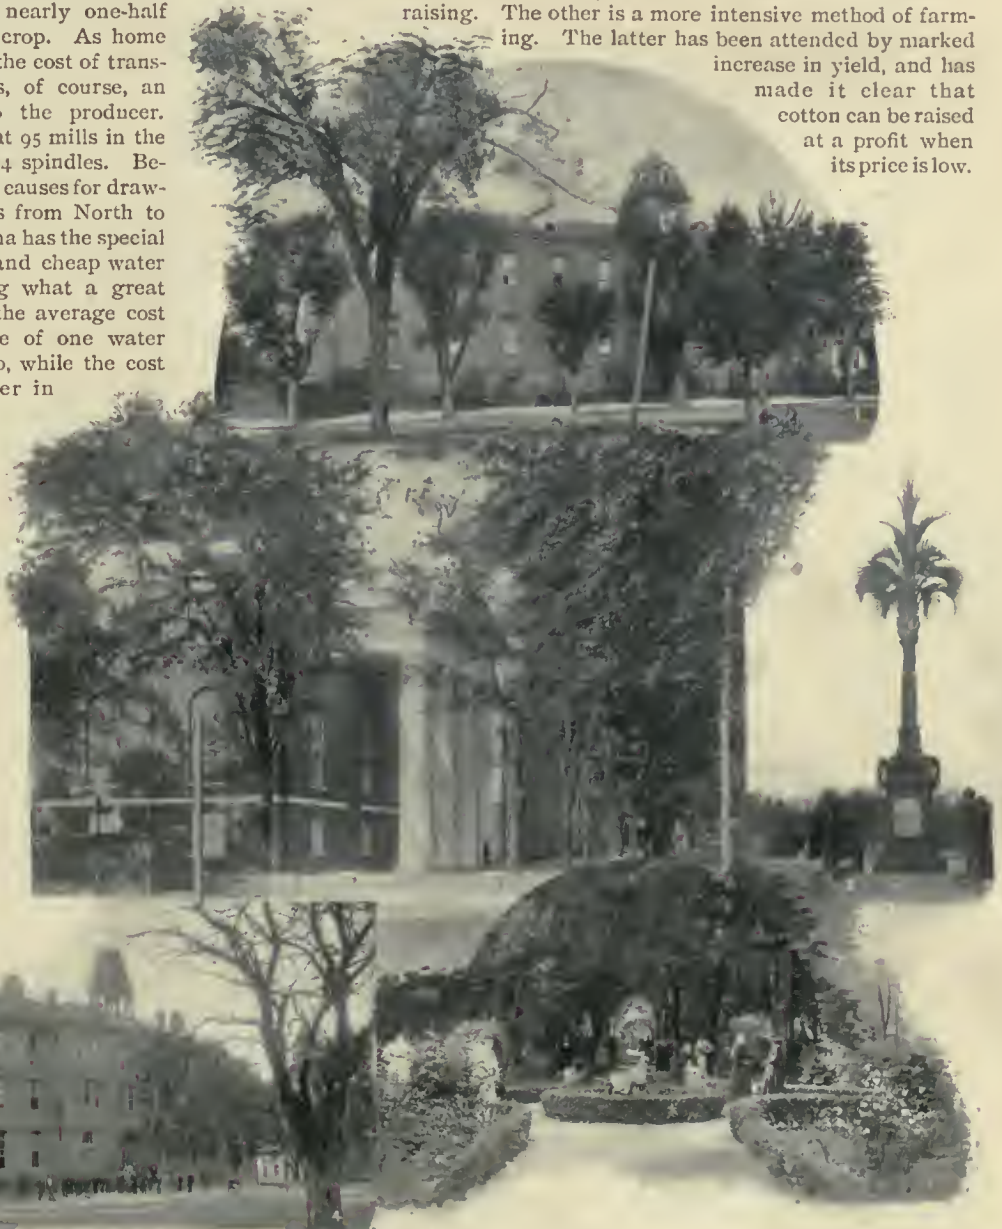 nearly one-half
crop. As home
the cost of trans-
s, of course, an
the producer.
at 95 mills in the
4 spindles. Be-
causes for draw-
s from North to
na has the special
and cheap water
g what a great
the average cost
e of one water
o, while the cost
er in
raising. The other is a more intensive method of farm-
ing. The latter has been attended by marked
increase in yield, and has
made it clear that
cotton can be raised
at a profit when
its price is low.
4